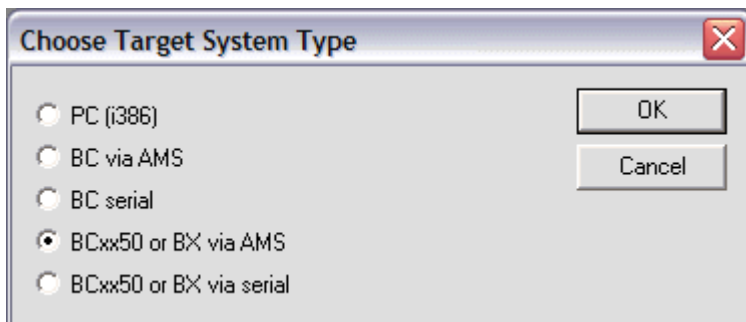 Choose Target System Type
PC (i386)
OK
BC via AMS
Cancel
BC serial
BCxx50 or BX via AMS
BCxx50 or BX via serial